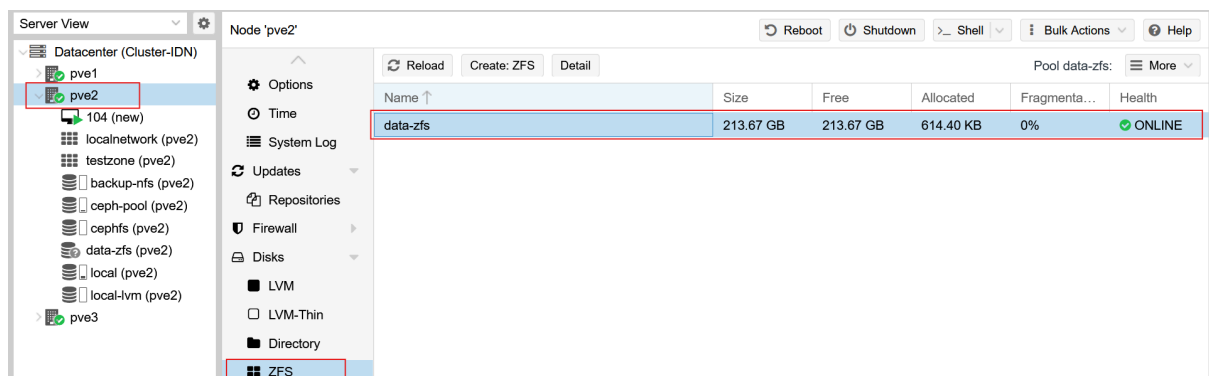 Server View
Node 'pve2'
Reboot
Shutdown
>_ Shell
Bulk Actions
Help
Datacenter (Cluster-IDN)
pve1
pve2
104 (new)
localnetwork (pve2)
testzone (pve2)
backup-nfs (pve2)
ceph-pool (pve2)
cephfs (pve2)
data-zfs (pve2)
local (pve2)
local-lvm (pve2)
pve3
Options
Time
System Log
Updates
Repositories
Firewall
Disks
LVM
LVM-Thin
Directory
ZFS
Reload
Create: ZFS
Detail
Pool data-zfs:
More
Name Size Free Allocated Fragmenta... Health
data-zfs 213.67 GB 213.67 GB 614.40 KB 0% ONLINE